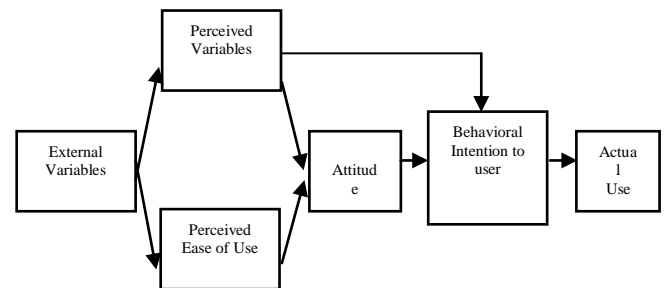 Perceived
Variables
External
Variables
Perceived
Ease of Use
Attitud
e
Behavioral
Intention to
user
Actua
l
Use